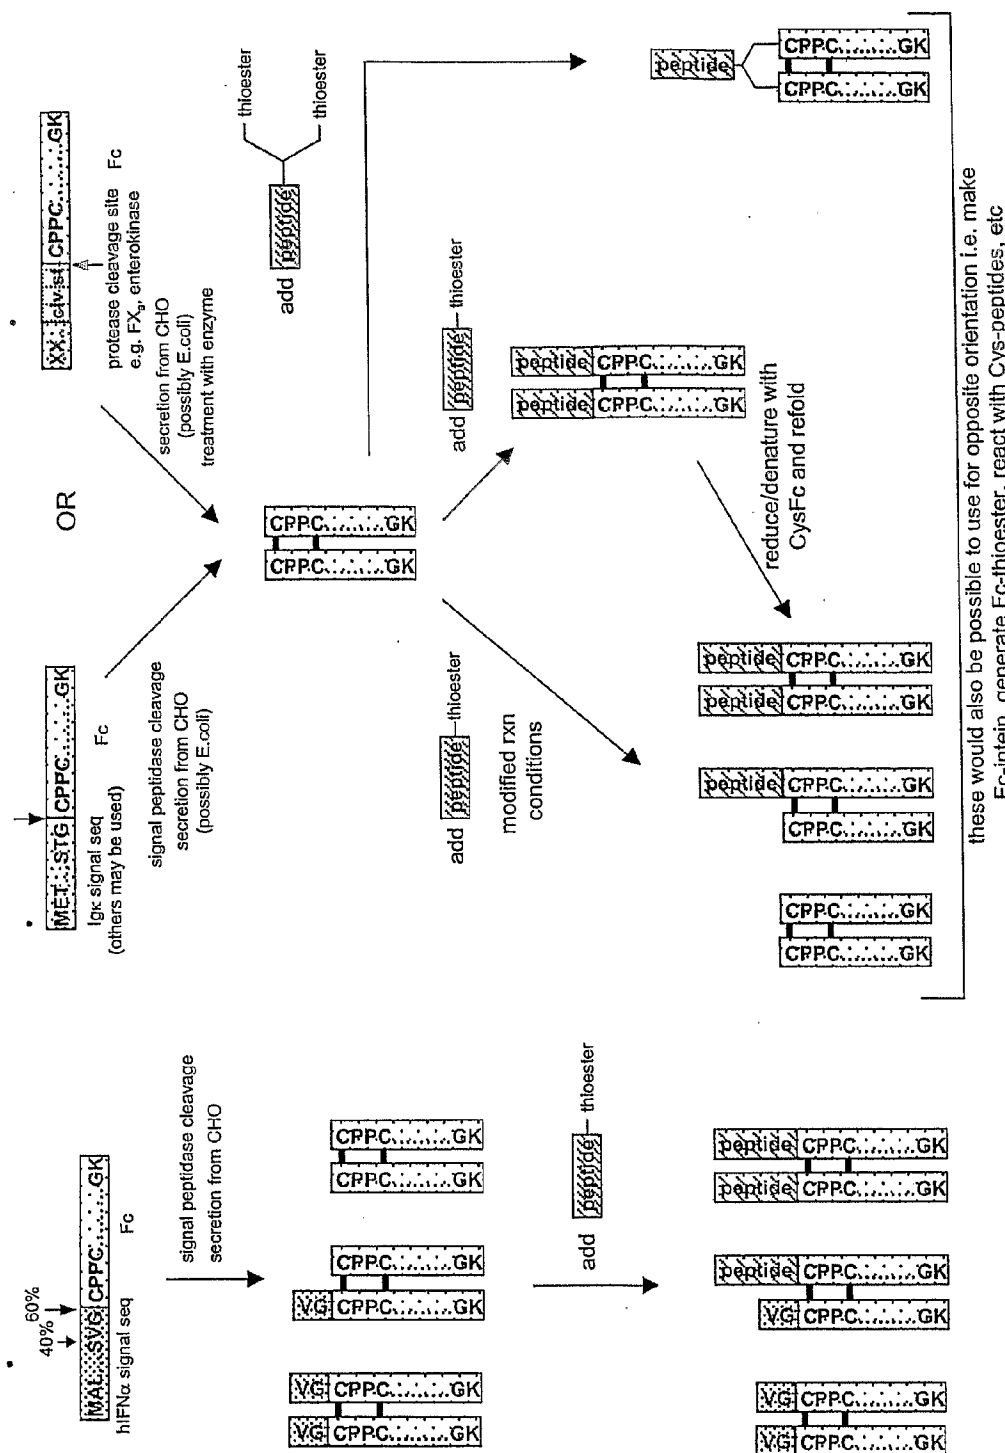 40% 60%
MAL...SVG CPPC........GK
hIFNα signal seq Fc
signal peptidase cleavage
secretion from CHO
VG CPPC........GK
VG CPPC........GK
VG CPPC........GK
CPPC........GK
CPPC........GK
CPPC........GK
add peptide thioester
VG CPPC........GK
VG CPPC........GK
VG CPPC........GK
peptide CPPC........GK
peptide CPPC........GK
peptide CPPC........GK
MET...STG CPPC........GK
Igκ signal seq Fc
(others may be used)
signal peptidase cleavage
secretion from CHO
(possibly E.coli)
OR
XX... clv st CPPC........GK
protease cleavage site Fc
e.g. FXa, enterokinase
secretion from CHO
(possibly E.coli)
treatment with enzyme
CPPC........GK
CPPC........GK
add peptide thioester
modified rxn
conditions
add peptide thioester
add peptide thioester
thioester
peptide CPPC........GK
peptide CPPC........GK
reduce/denature with
CysFc and refold
CPPC........GK
CPPC........GK
CPPC........GK
peptide CPPC........GK
peptide CPPC........GK
peptide CPPC........GK
peptide
CPPC........GK
CPPC........GK
these would also be possible to use for opposite orientation i.e. make
Fc-intein, generate Fc-thioester, react with Cys-peptides, etc